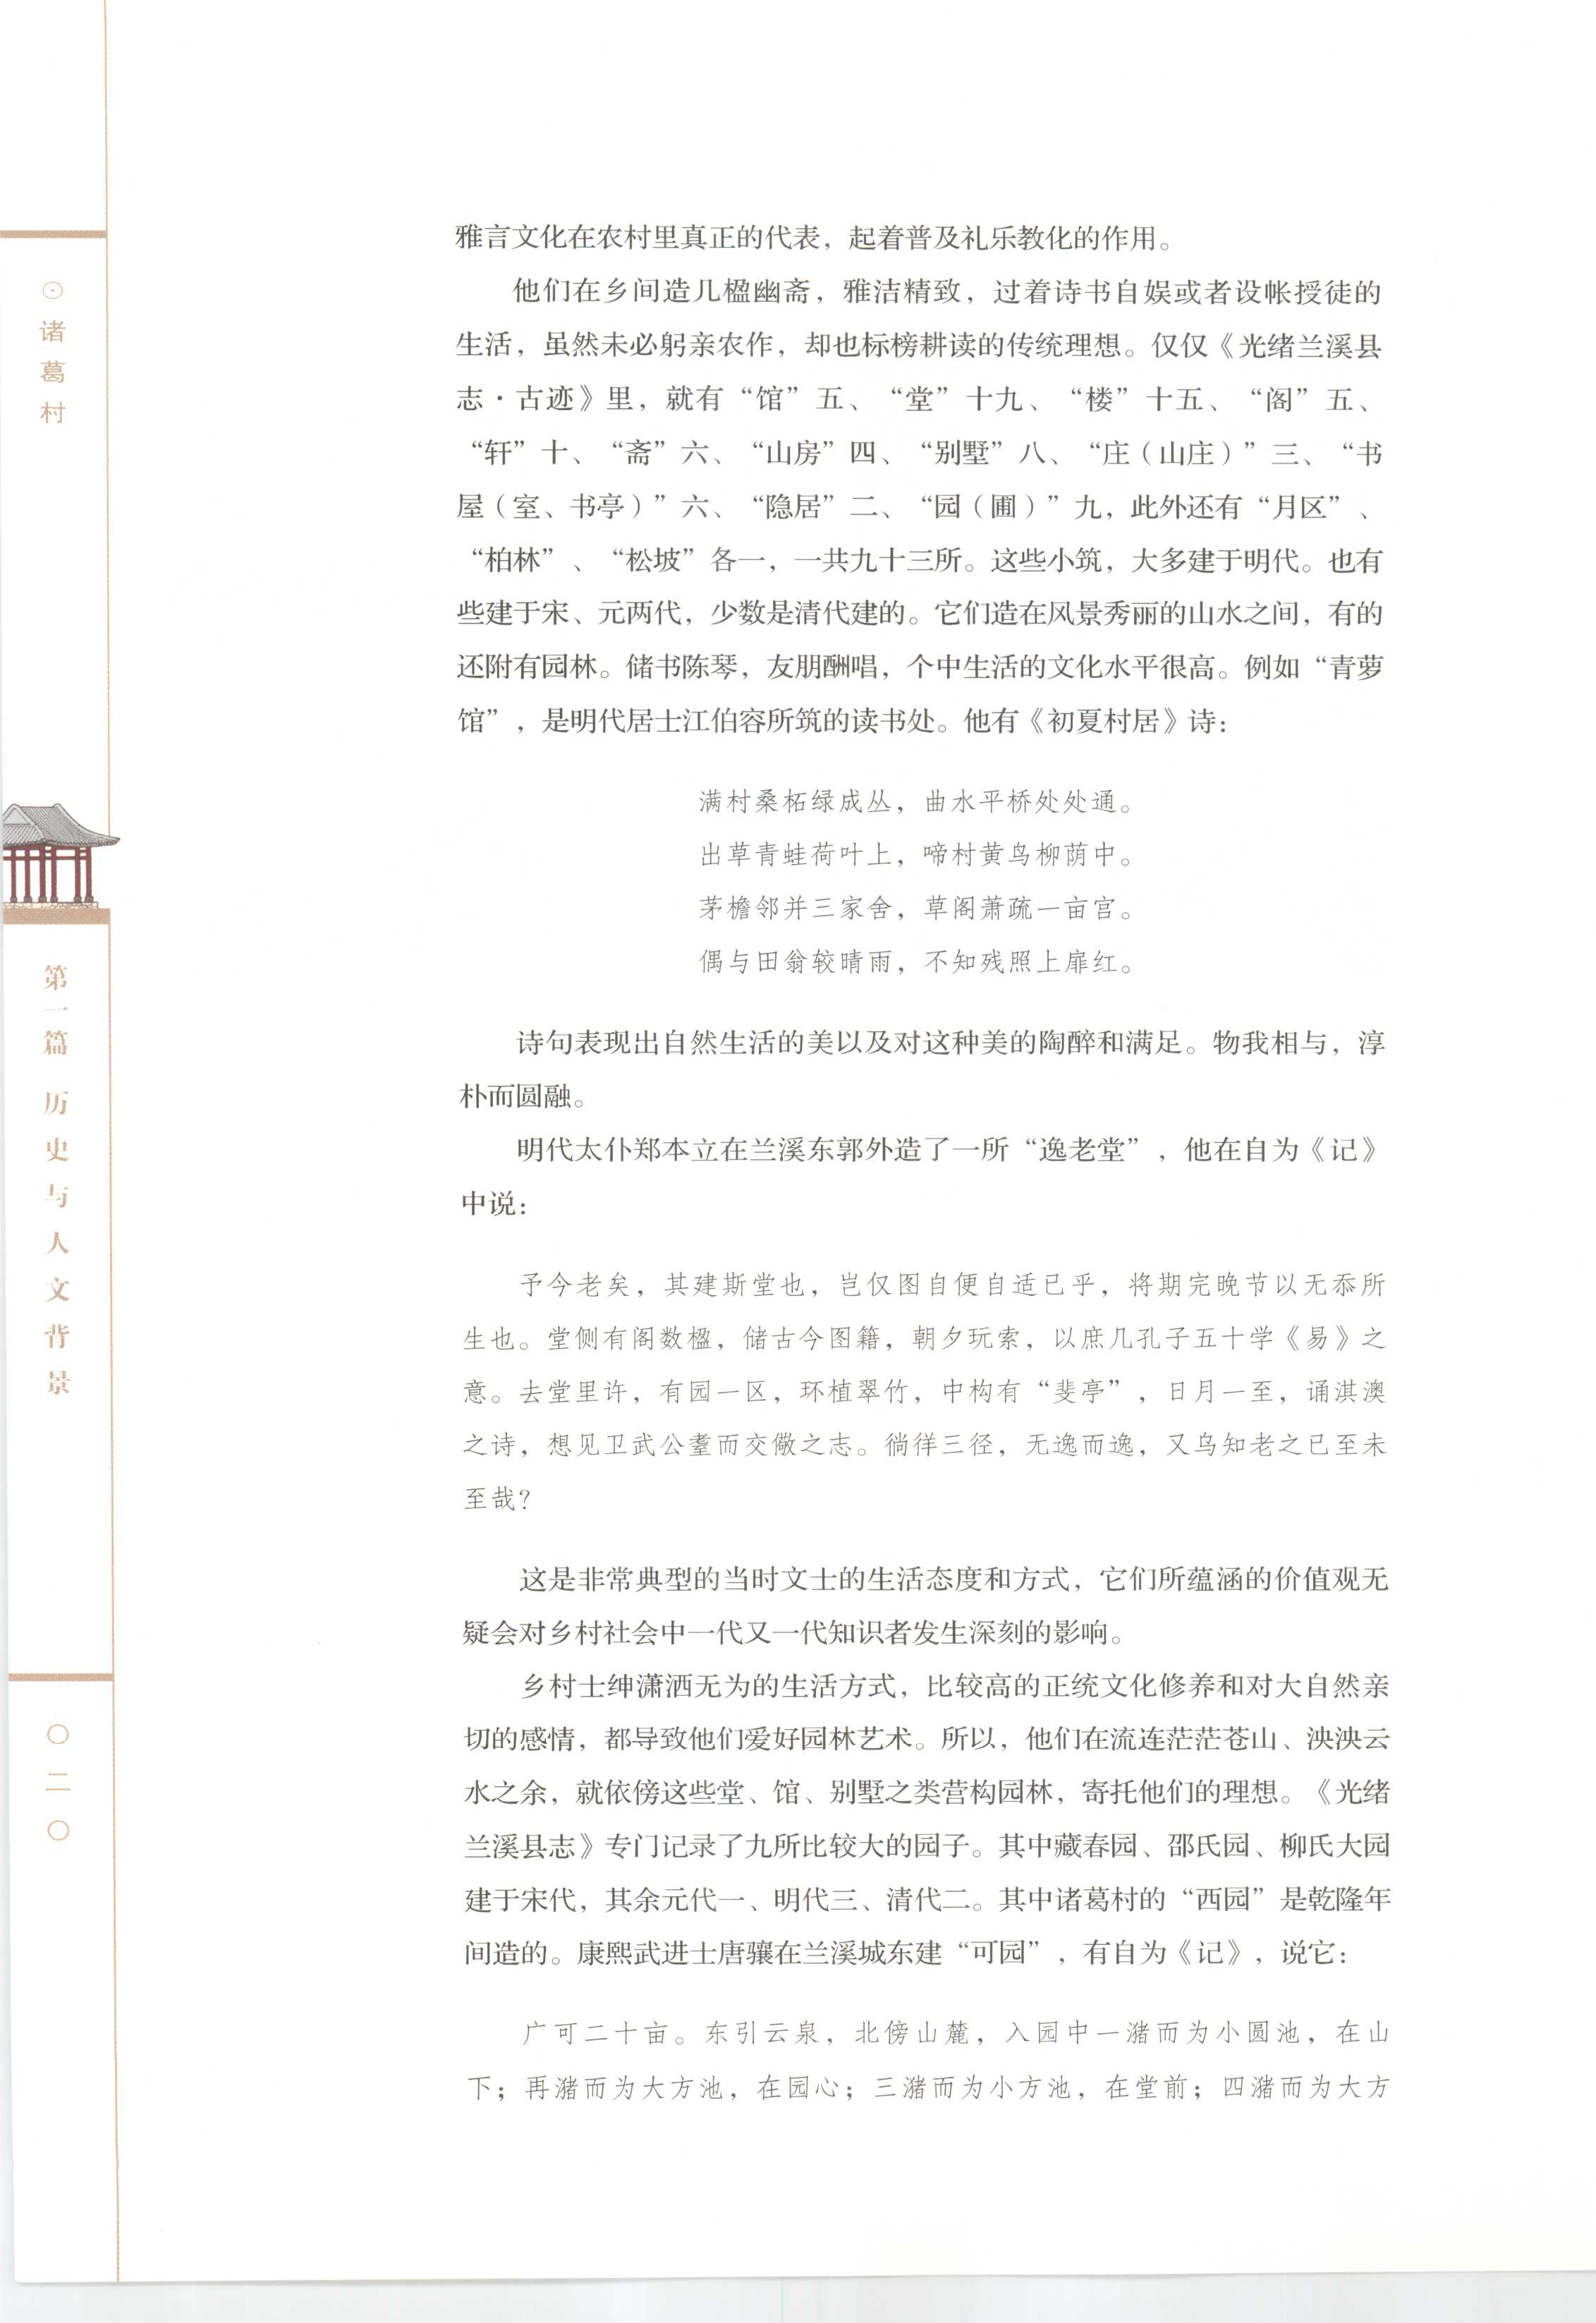 ⊙诸葛村
第一篇 历史与人文背景
〇二〇
雅言文化在农村里真正的代表，起着普及礼乐教化的作用。
他们在乡间造几楹幽斋，雅洁精致，过着诗书自娱或者设帐授徒的
生活，虽然未必躬亲农作，却也标榜耕读的传统理想。仅仅《光绪兰溪县
志·古迹》里，就有“馆”五、“堂”十九、“楼”十五、“阁”五、
“轩”十、“斋”六、“山房”四、“别墅”八、“庄（山庄）”三、“书
屋（室、书亭）”六、“隐居”二、“园（圃）”九，此外还有“月区”、
“柏林”、“松坡”各一，一共九十三所。这些小筑，大多建于明代。也有
些建于宋、元两代，少数是清代建的。它们造在风景秀丽的山水之间，有的
还附有园林。储书陈琴，友朋酬唱，个中生活的文化水平很高。例如“青萝
馆”，是明代居士江伯容所筑的读书处。他有《初夏村居》诗：
满村桑柘绿成丛，曲水平桥处处通。
出草青蛙荷叶上，啼村黄鸟柳荫中。
茅檐邻并三家舍，草阁萧疏一亩宫。
偶与田翁较晴雨，不知残照上扉红。
诗句表现出自然生活的美以及对这种美的陶醉和满足。物我相与，淳
朴而圆融。
明代太仆郑本立在兰溪东郭外造了一所“逸老堂”，他在自为《记》
中说：
予今老矣，其建斯堂也，岂仅图自便自适已乎，将期完晚节以无忝所
生也。堂侧有阁数楹，储古今图籍，朝夕玩索，以庶几孔子五十学《易》之
意。去堂里许，有园一区，环植翠竹，中构有“斐亭”，日月一至，诵淇澳
之诗，想见卫武公耋而交儆之志。徜徉三径，无逸而逸，又乌知老之已至未
至哉？
这是非常典型的当时文士的生活态度和方式，它们所蕴涵的价值观无
疑会对乡村社会中一代又一代知识者发生深刻的影响。
乡村士绅潇洒无为的生活方式，比较高的正统文化修养和对大自然亲
切的感情，都导致他们爱好园林艺术。所以，他们在流连茫茫苍山、泱泱云
水之余，就依傍这些堂、馆、别墅之类营构园林，寄托他们的理想。《光绪
兰溪县志》专门记录了九所比较大的园子。其中藏春园、邵氏园、柳氏大园
建于宋代，其余元代一、明代三、清代二。其中诸葛村的“西园”是乾隆年
间造的。康熙武进士唐骧在兰溪城东建“可园”，有自为《记》，说它：
广可二十亩。东引云泉，北傍山麓，入园中一潴而为小圆池，在山
下；再潴而为大方池，在园心；三潴而为小方池，在堂前；四潴而为大方